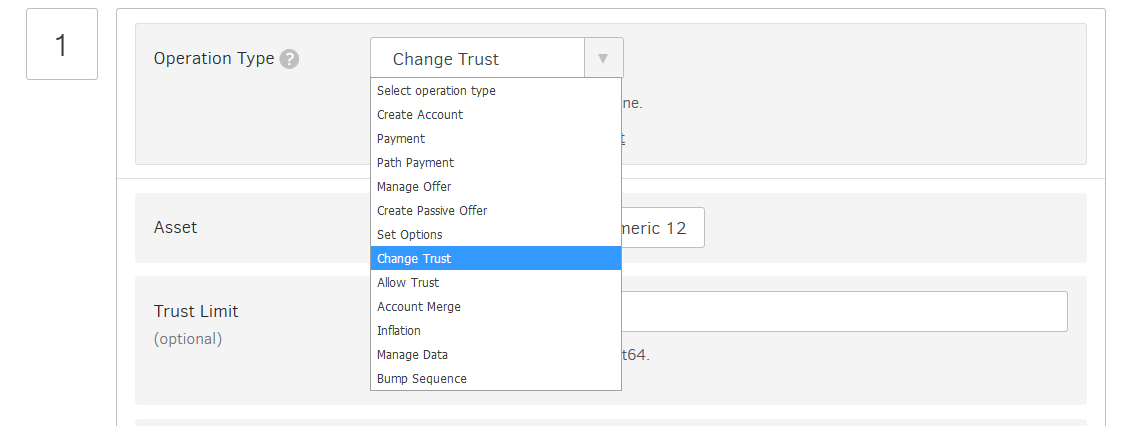 1
Operation Type ?
Change Trust
Select operation type
Create Account
Payment
Path Payment
Manage Offer
Create Passive Offer
Set Options
Change Trust
Allow Trust
Account Merge
Inflation
Manage Data
Bump Sequence
ne.
t
Asset
meric 12
Trust Limit
(optional)
t64.